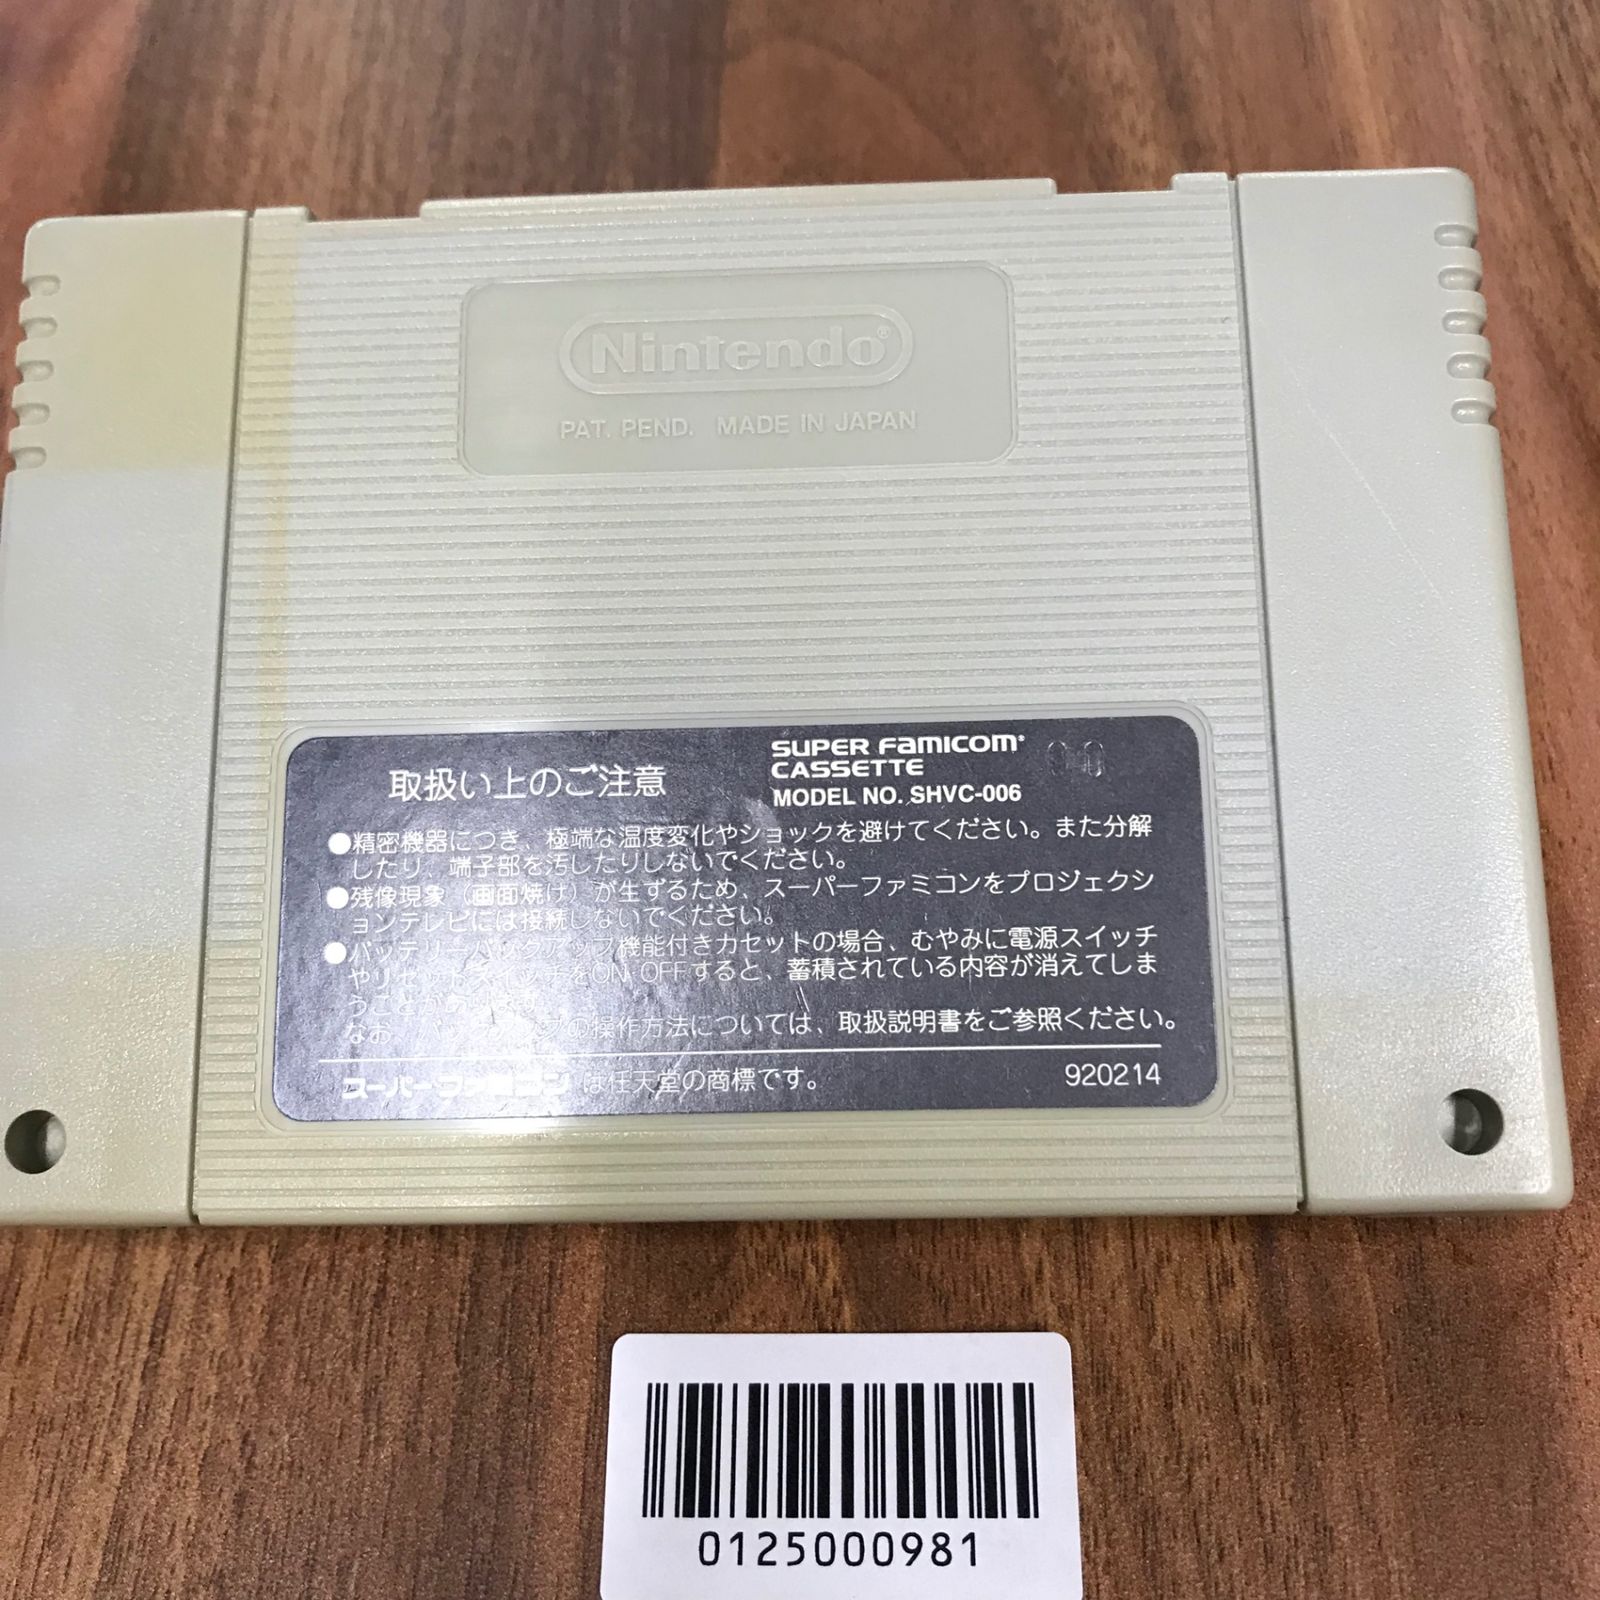 Nintendo®
PAT. PEND. MADE IN JAPAN
取扱い上のご注意
SUPER FAMICOM®
CASSETTE
MODEL NO. SHVC-006
●精密機器につき、極端な温度変化やショックを避けてください。また分解
したり、端子部を汚したりしないでください。
●残像現象（画面焼け）が生ずるため、スーパーファミコンをプロジェクシ
ョンテレビには接続しないでください。
●バッテリーバックアップ機能付きカセットの場合、むやみに電源スイッチ
やリセットスイッチをON OFFすると、蓄積されている内容が消えてしま
うことがあります。
なお の操作方法については、取扱説明書をご参照ください。
スーパーファミコン は任天堂の商標です。
920214
0125000981